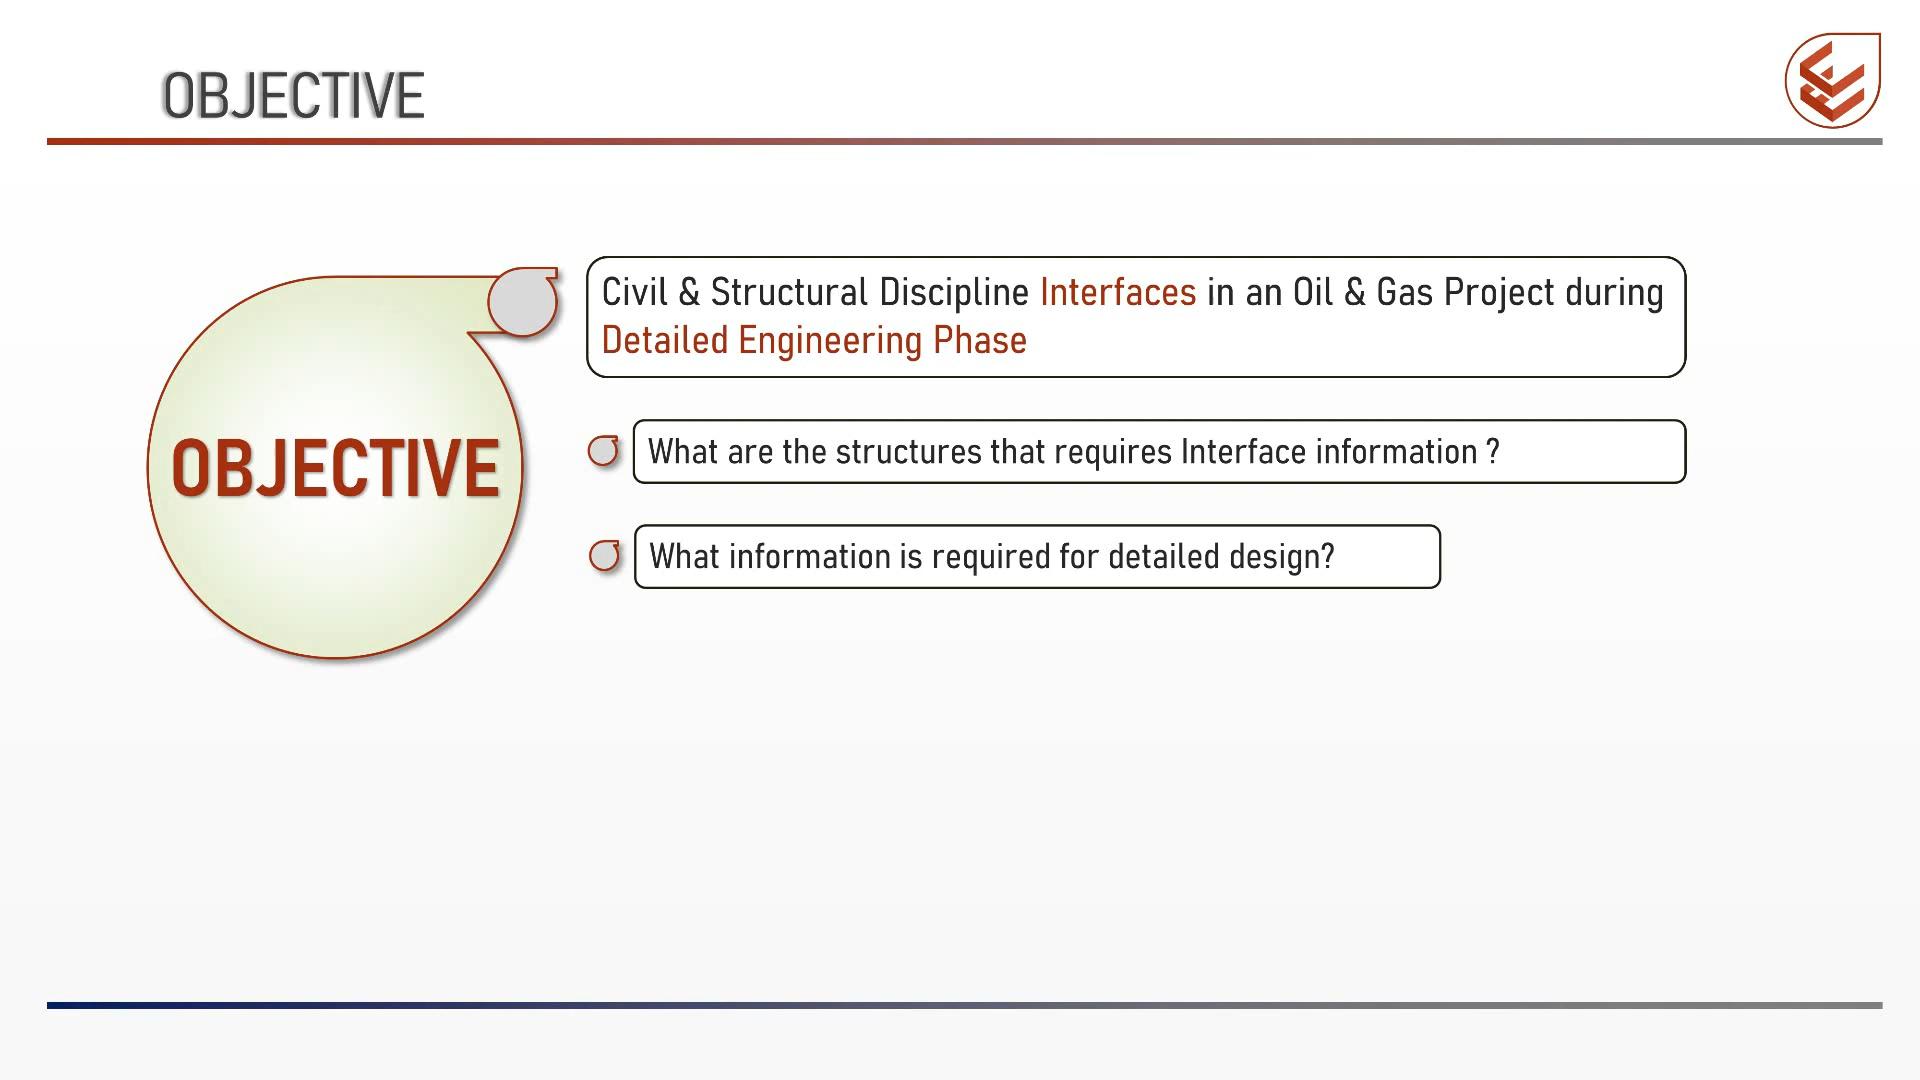 OBJECTIVE
OBJECTIVE
Civil & Structural Discipline Interfaces in an Oil & Gas Project during
Detailed Engineering Phase
What are the structures that requires Interface information ?
What information is required for detailed design?